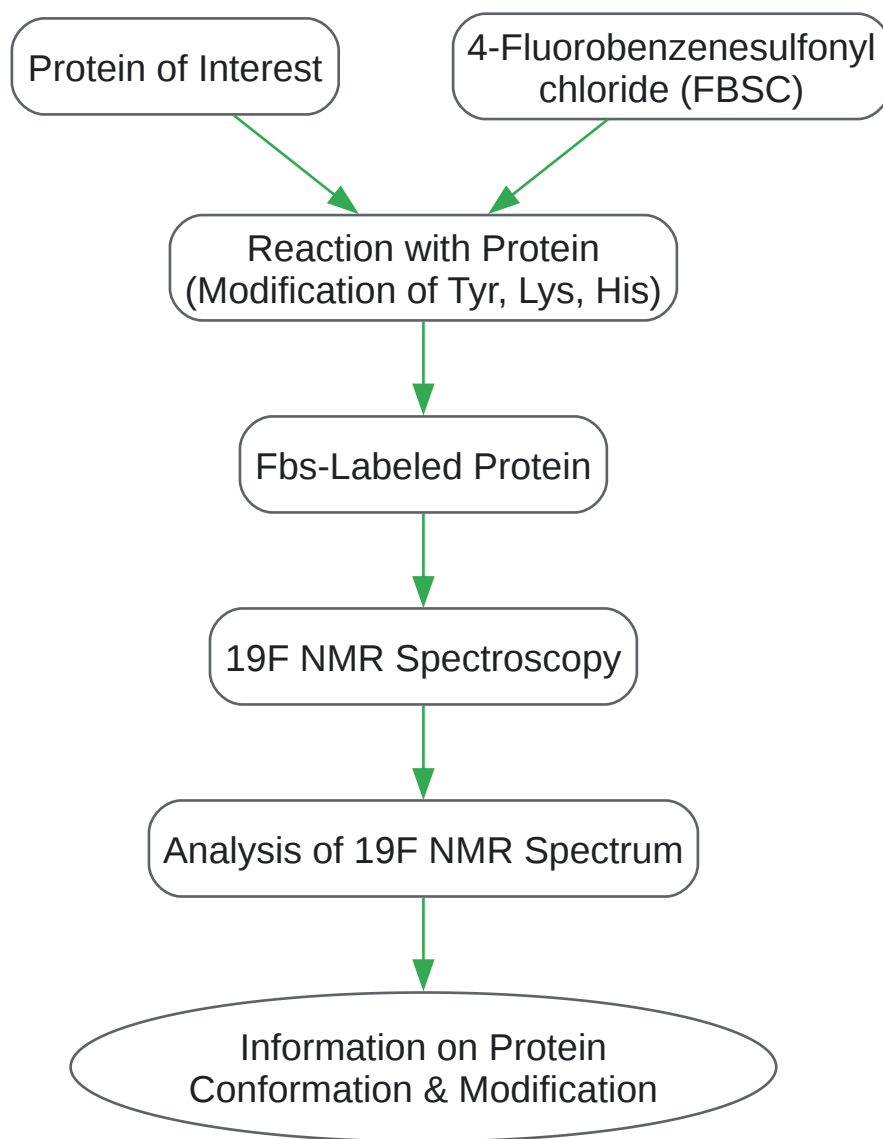 Protein of Interest
4-Fluorobenzenesulfonyl
chloride (FBSC)
Reaction with Protein
(Modification of Tyr, Lys, His)
Fbs-Labeled Protein
19F NMR Spectroscopy
Analysis of 19F NMR Spectrum
Information on Protein
Conformation & Modification